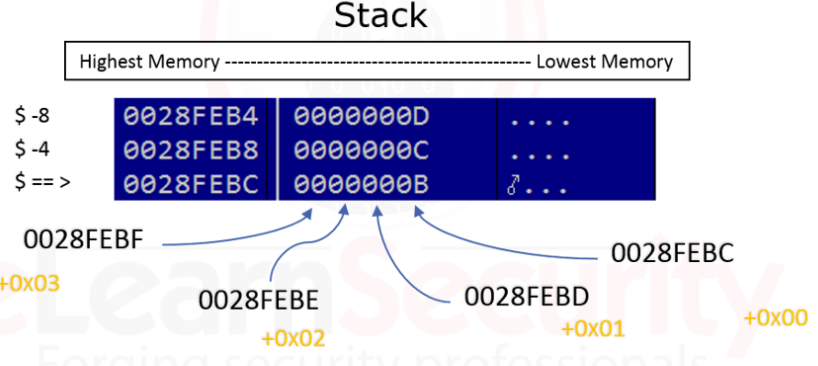 Stack
Highest Memory ------------------------------------------------ Lowest Memory
$ -8 0028FEB4 0000000D ....
$ -4 0028FEB8 0000000C ....
$ == > 0028FEBC 0000000B ♂...
0028FEBF
0028FEBC
+0x03
0028FEBE
0028FEBD
+0x02
+0x01
+0x00
eLearnSecurity
Forging security professionals